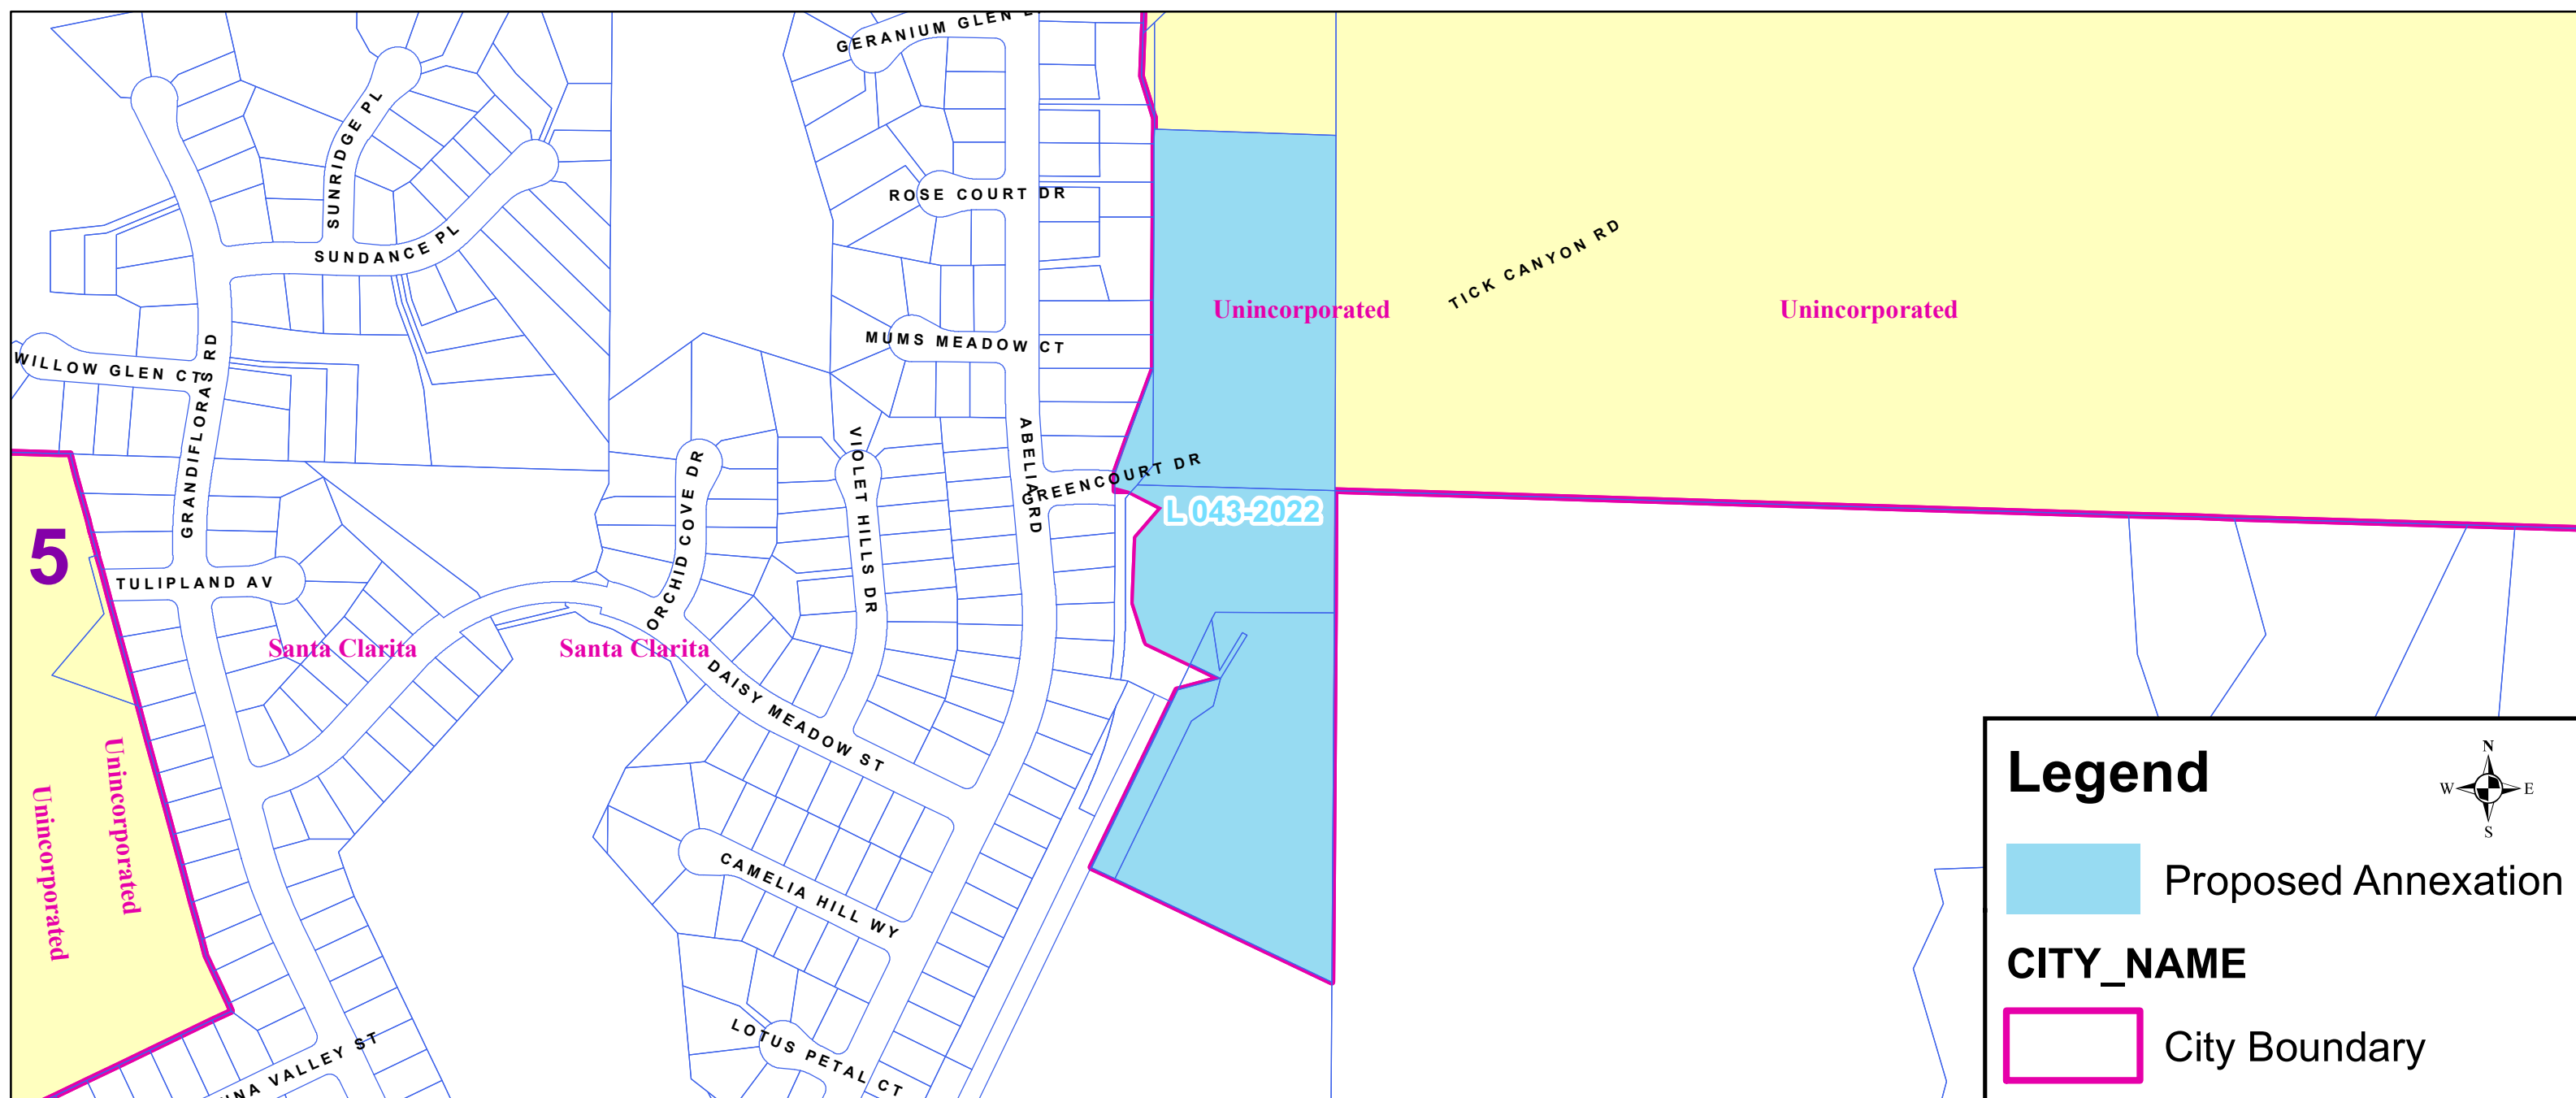 GERANIUM GLEN
SUNRIDGE PL
ROSE COURT DR
SUNDANCE PL
TICK CANYON RD
Unincorporated
Unincorporated
MUMS MEADOW CT
WILLOW GLEN CT
GRANDIFLORAS RD
ABELIA RD
VIOLET HILLS DR
ORCHID COVE DR
GREENCOURT DR
L 043-2022
5
TULIPLAND AV
Santa Clarita
Santa Clarita
DAISY MEADOW ST
Unincorporated
Unincorporated
CAMELIA HILL WY
LOTUS PETAL CT
VALLEY ST
Legend
N
W E
S
Proposed Annexation
CITY_NAME
City Boundary